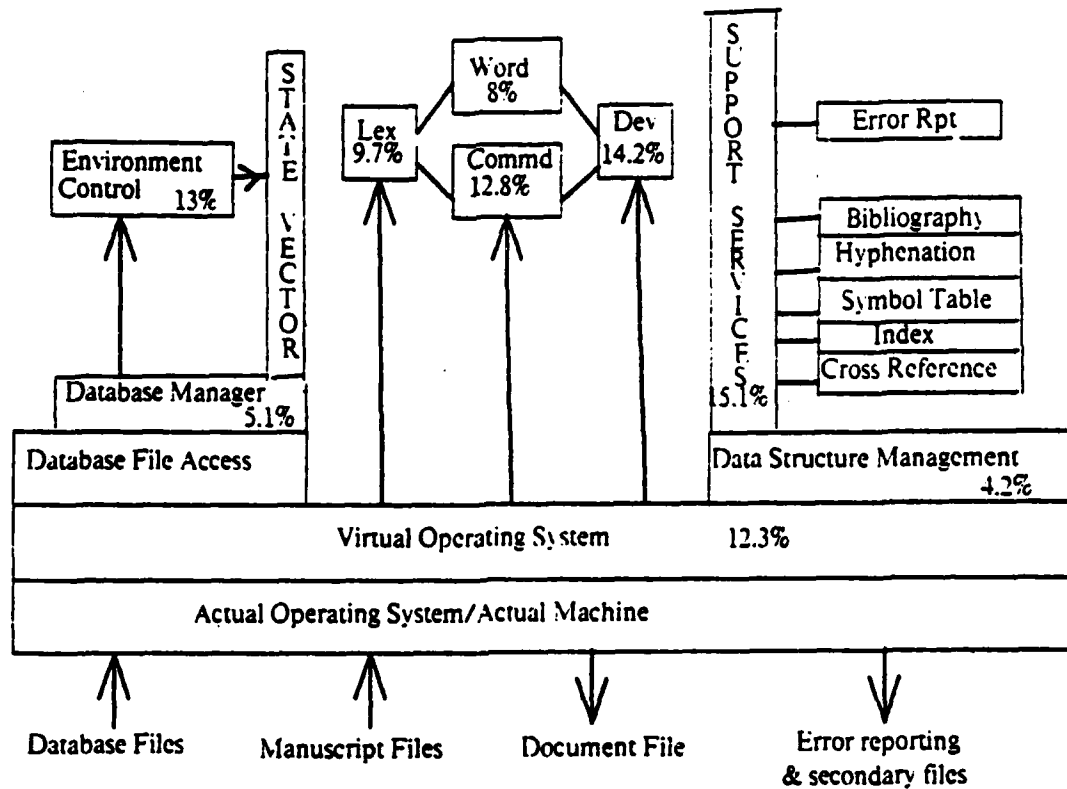 STATE VECTOR
Environment
Control
13%
Lex
9.7%
Word
8%
Commd
12.8%
Dev
14.2%
SUPPORT SERVICES
15.1%
Error Rpt
Bibliography
Hyphenation
Symbol Table
Index
Cross Reference
Database Manager
5.1%
Database File Access
Data Structure Management
4.2%
Virtual Operating System 12.3%
Actual Operating System/Actual Machine
Database Files
Manuscript Files
Document File
Error reporting
& secondary files